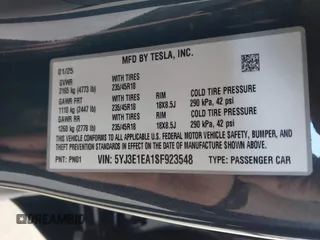 MFD BY TESLA, INC.
01/25
GVWR
2165 kg (4773 lb)
WITH TIRES
235/45R18
COLD TIRE PRESSURE
GAWR FRT
1110 kg (2447 lb)
WITH TIRES
235/45R18
RIM
18X8.5J
290 kPa, 42 psi
GAWR RR
1260 kg (2778 lb)
WITH TIRES
235/45R18
RIM
18X8.5J
COLD TIRE PRESSURE
290 kPa, 42 psi
THIS VEHICLE CONFORMS TO ALL APPLICABLE U.S. FEDERAL MOTOR VEHICLE
SAFETY, BUMPER, AND THEFT PREVENTION STANDARDS IN
EFFECT ON THE DATE OF MANUFACTURE SHOWN ABOVE.
PNT: PN01
VIN: 5YJ3E1EA1SF923548
TYPE: PASSENGER CAR
DREAMBID